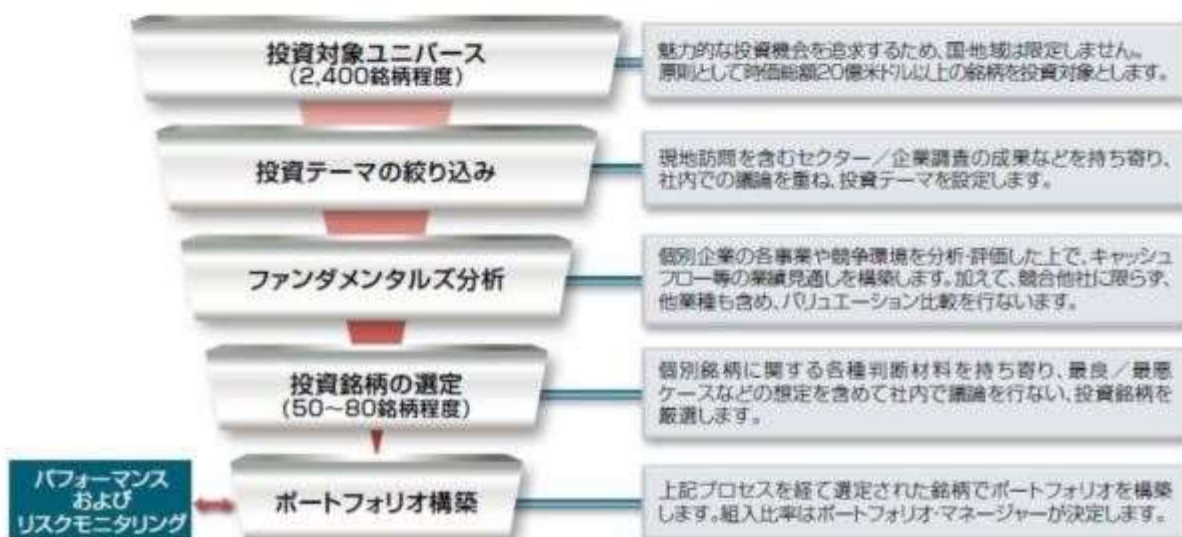 投資対象ユニバース
(2,400銘柄程度)
魅力的な投資機会を追求するため、国・地域は限定しません。
原則として時価総額20億米ドル以上の銘柄を投資対象とします。
投資テーマの絞り込み
現地訪問を含むセクター／企業調査の成果などを持ち寄り、
社内での議論を重ね、投資テーマを設定します。
ファンダメンタルズ分析
個別企業の各事業や競争環境を分析・評価した上で、キャッシュ
フロー等の業績見通しを構築します。加えて、競合他社に限らず、
他業種も含め、バリュエーション比較を行ないます。
投資銘柄の選定
(50～80銘柄程度)
個別銘柄に関する各種判断材料を持ち寄り、最良／最悪
ケースなどの想定を含めて社内で議論を行ない、投資銘柄を
厳選します。
パフォーマンス
および
リスクモニタリング
ポートフォリオ構築
上記プロセスを経て選定された銘柄でポートフォリオを構築
します。組入比率はポートフォリオ・マネージャーが決定します。